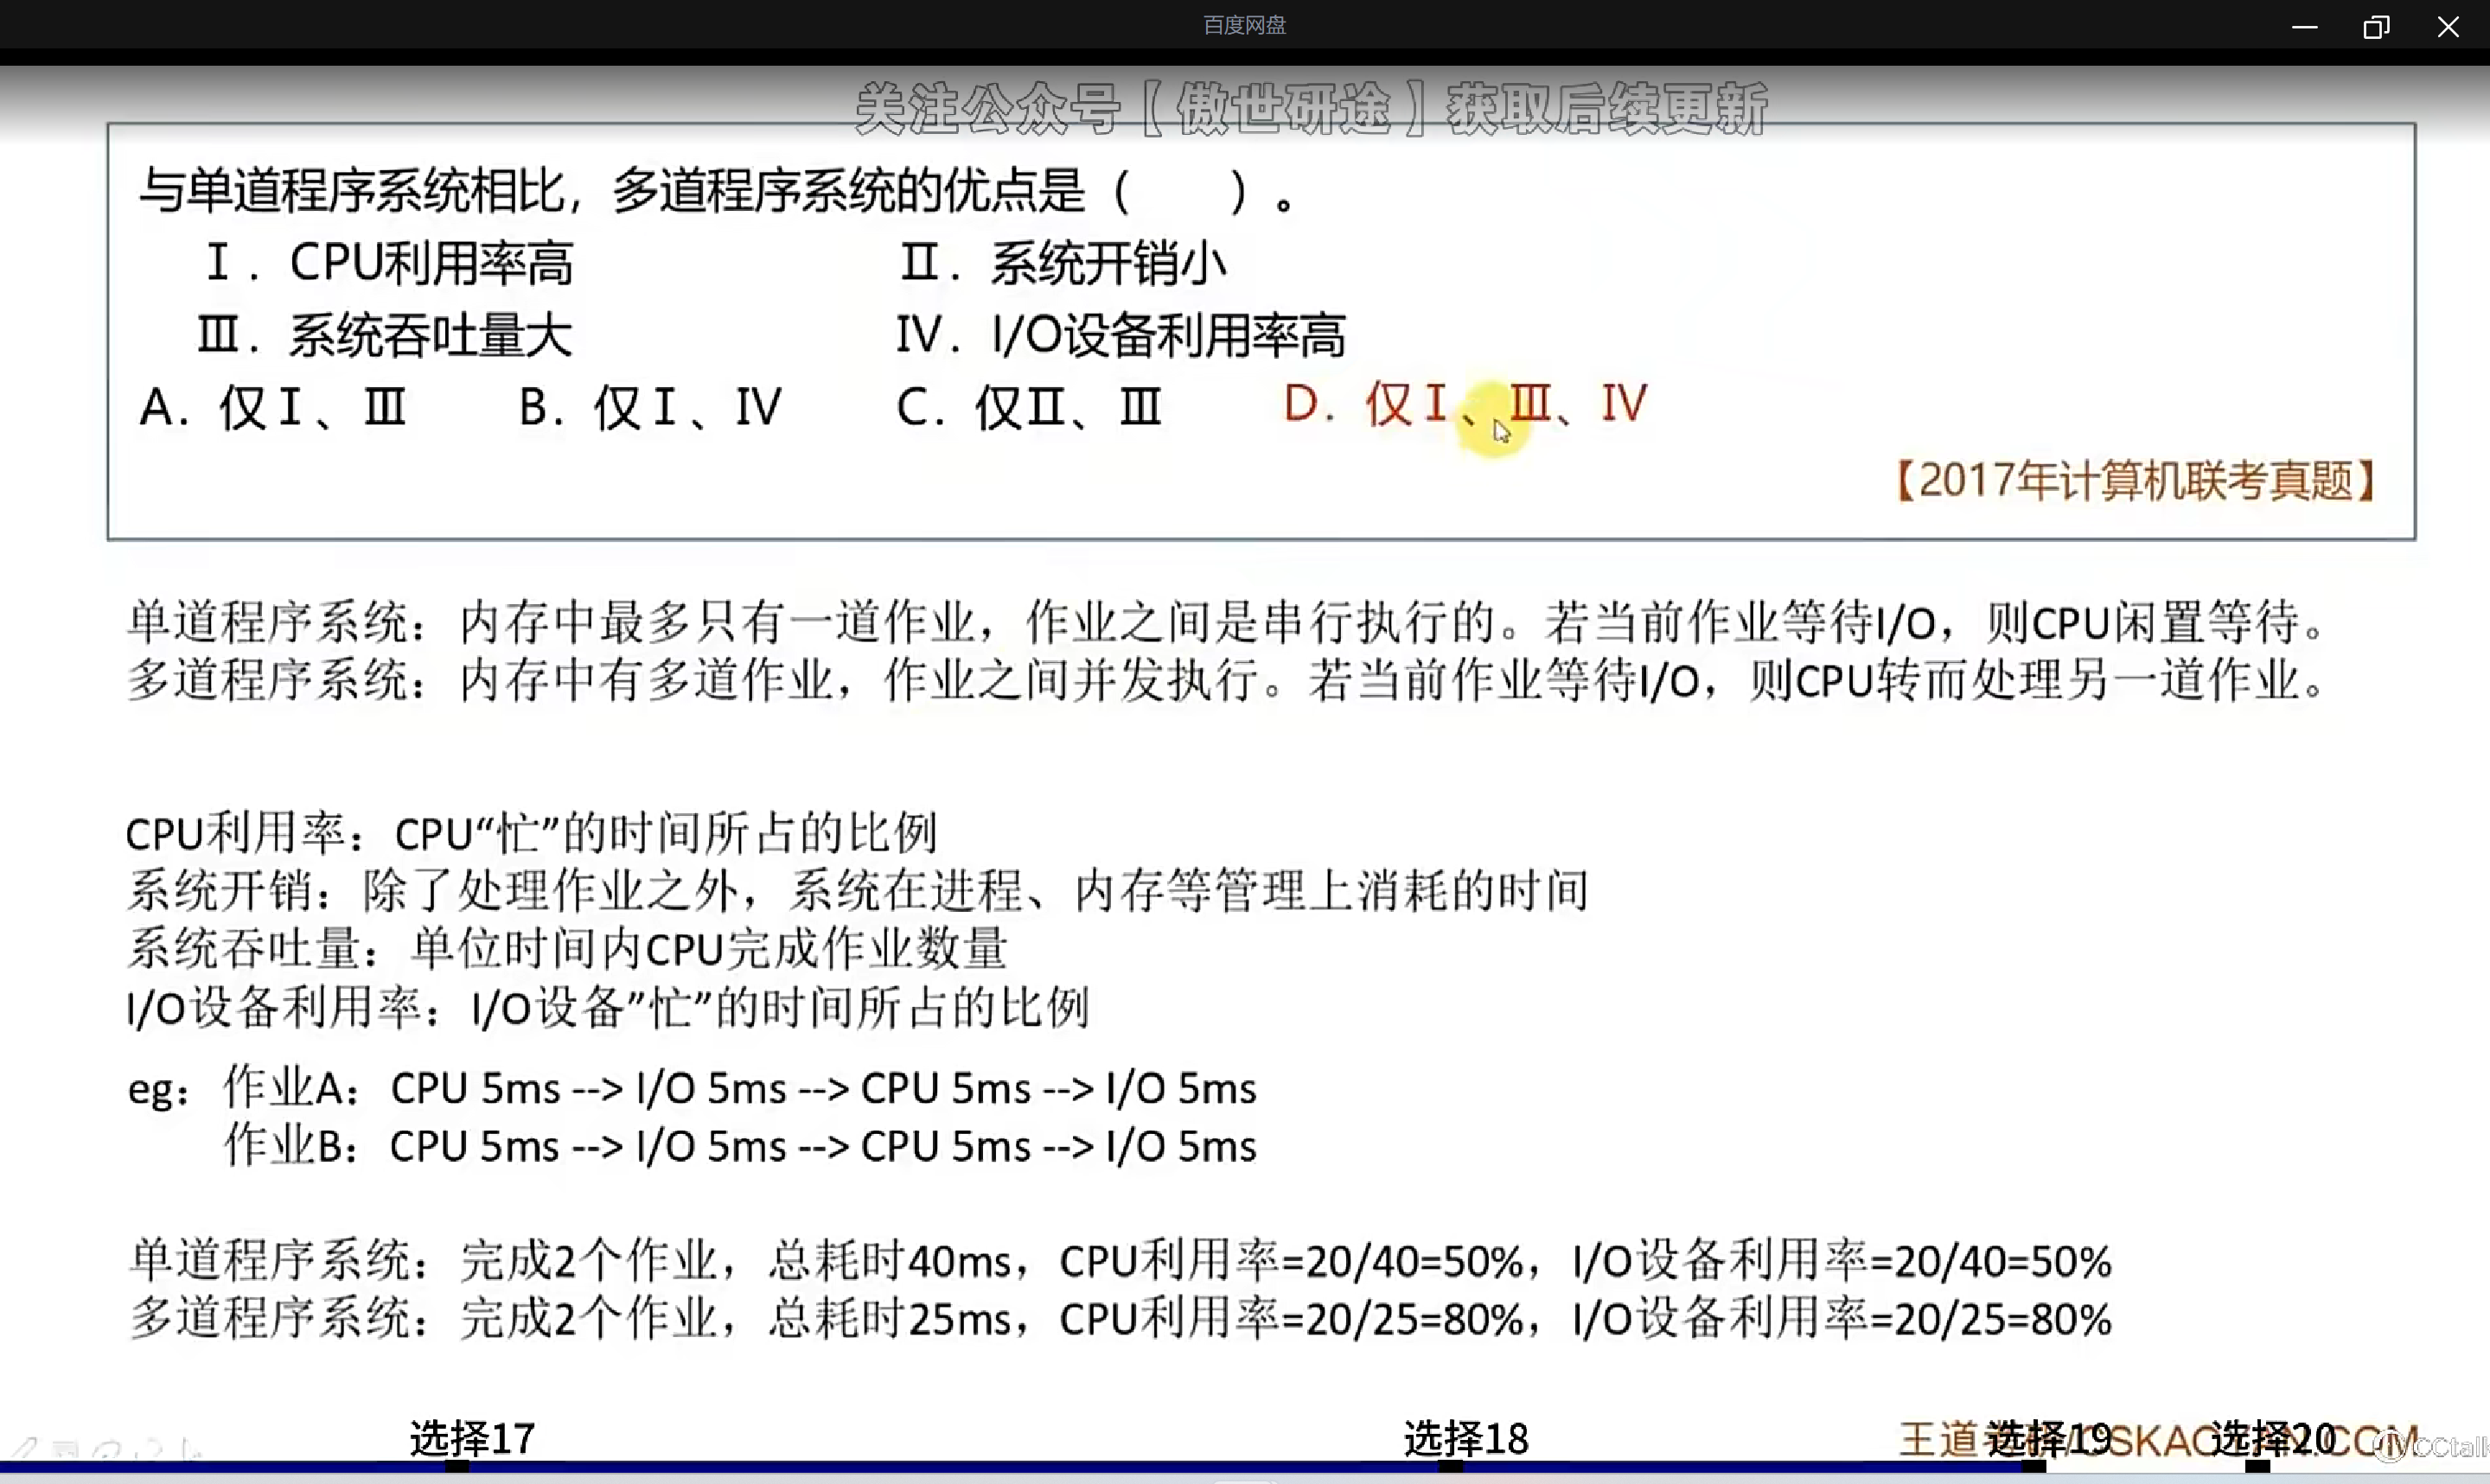 百度网盘
关注公众号【傲世研途】获取后续更新
与单道程序系统相比，多道程序系统的优点是（　　）。
Ⅰ．CPU利用率高　　Ⅱ．系统开销小
Ⅲ．系统吞吐量大　　Ⅳ．I/O设备利用率高
A．仅Ⅰ、Ⅲ　　B．仅Ⅰ、Ⅳ　　C．仅Ⅱ、Ⅲ　　D．仅Ⅰ、Ⅲ、Ⅳ
【2017年计算机联考真题】
单道程序系统：内存中最多只有一道作业，作业之间是串行执行的。若当前作业等待I/O，则CPU闲置等待。
多道程序系统：内存中有多道作业，作业之间并发执行。若当前作业等待I/O，则CPU转而处理另一道作业。
CPU利用率：CPU“忙”的时间所占的比例
系统开销：除了处理作业之外，系统在进程、内存等管理上消耗的时间
系统吞吐量：单位时间内CPU完成作业数量
I/O设备利用率：I/O设备”忙”的时间所占的比例
eg：作业A：CPU 5ms --> I/O 5ms --> CPU 5ms --> I/O 5ms
作业B：CPU 5ms --> I/O 5ms --> CPU 5ms --> I/O 5ms
单道程序系统：完成2个作业，总耗时40ms，CPU利用率=20/40=50%，I/O设备利用率=20/40=50%
多道程序系统：完成2个作业，总耗时25ms，CPU利用率=20/25=80%，I/O设备利用率=20/25=80%
选择17　　选择18　　王道　选择19　选择20
CCtalk